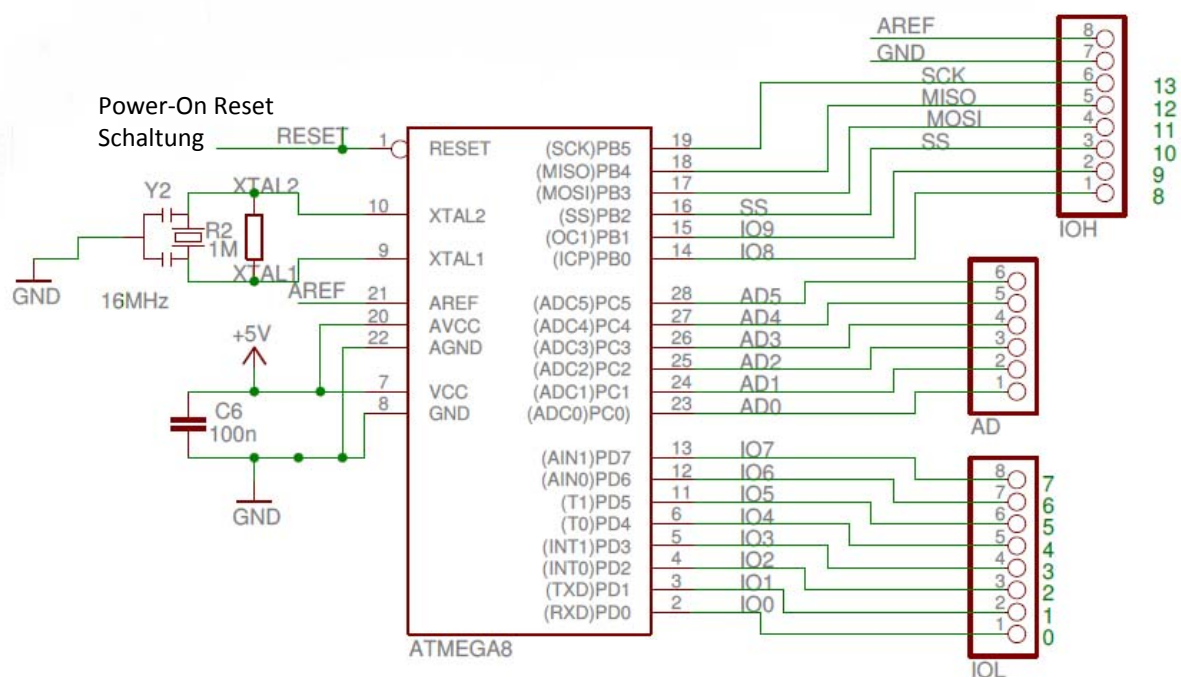 Power-On Reset
Schaltung
RESET
1
Y2
XTAL2
10
R2
1M
XTAL1
9
GND
16MHz
AREF
21
20
22
+5V
7
8
C6
100n
GND
RESET
XTAL2
XTAL1
AREF
AVCC
AGND
VCC
GND
(SCK)PB5
(MISO)PB4
(MOSI)PB3
(SS)PB2
(OC1)PB1
(ICP)PB0
(ADC5)PC5
(ADC4)PC4
(ADC3)PC3
(ADC2)PC2
(ADC1)PC1
(ADC0)PC0)
(AIN1)PD7
(AIN0)PD6
(T1)PD5
(T0)PD4
(INT1)PD3
(INT0)PD2
(TXD)PD1
(RXD)PD0
ATMEGA8
19
18
17
16 SS
15 IO9
14 IO8
28 AD5
27 AD4
26 AD3
25 AD2
24 AD1
23 AD0
13 IO7
12 IO6
11 IO5
6 IO4
5 IO3
4 IO2
3 IO1
2 IO0
AREF 8
GND 7
SCK 6 13
MISO 5 12
MOSI 4 11
SS 3 10
2 9
1 8
IOH
6
5
4
3
2
1
AD
8 7
7 6
6 5
5 4
4 3
3 2
2 1
1 0
IOL